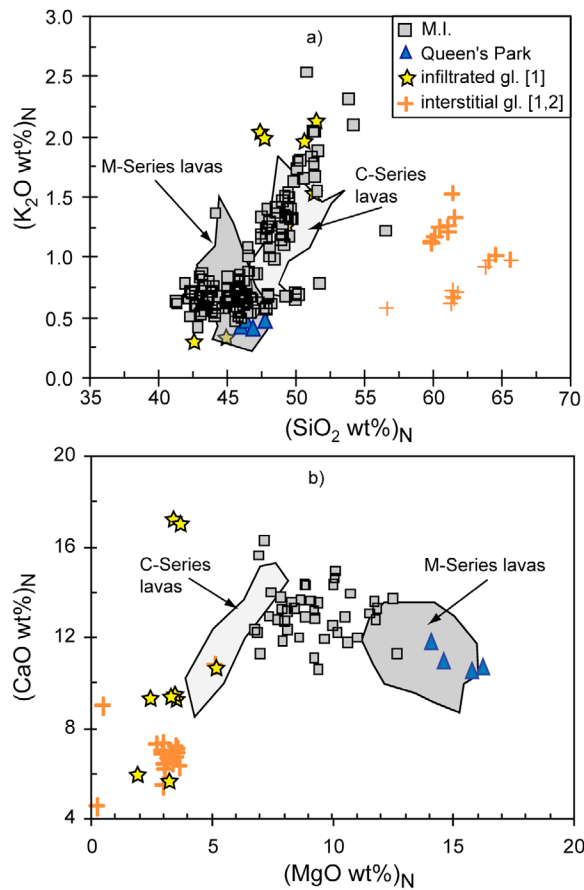 a)
M.I.
Queen's Park
infiltrated gl. [1]
interstitial gl. [1,2]
M-Series lavas
C-Series
lavas
(K2O wt%)N
3.0
2.5
2.0
1.5
1.0
0.5
0.0
35 40 45 50 55 60 65 70
(SiO2 wt%)N
b)
C-Series
lavas
M-Series
lavas
(CaO wt%)N
20
16
12
8
4
0 5 10 15 20
(MgO wt%)N